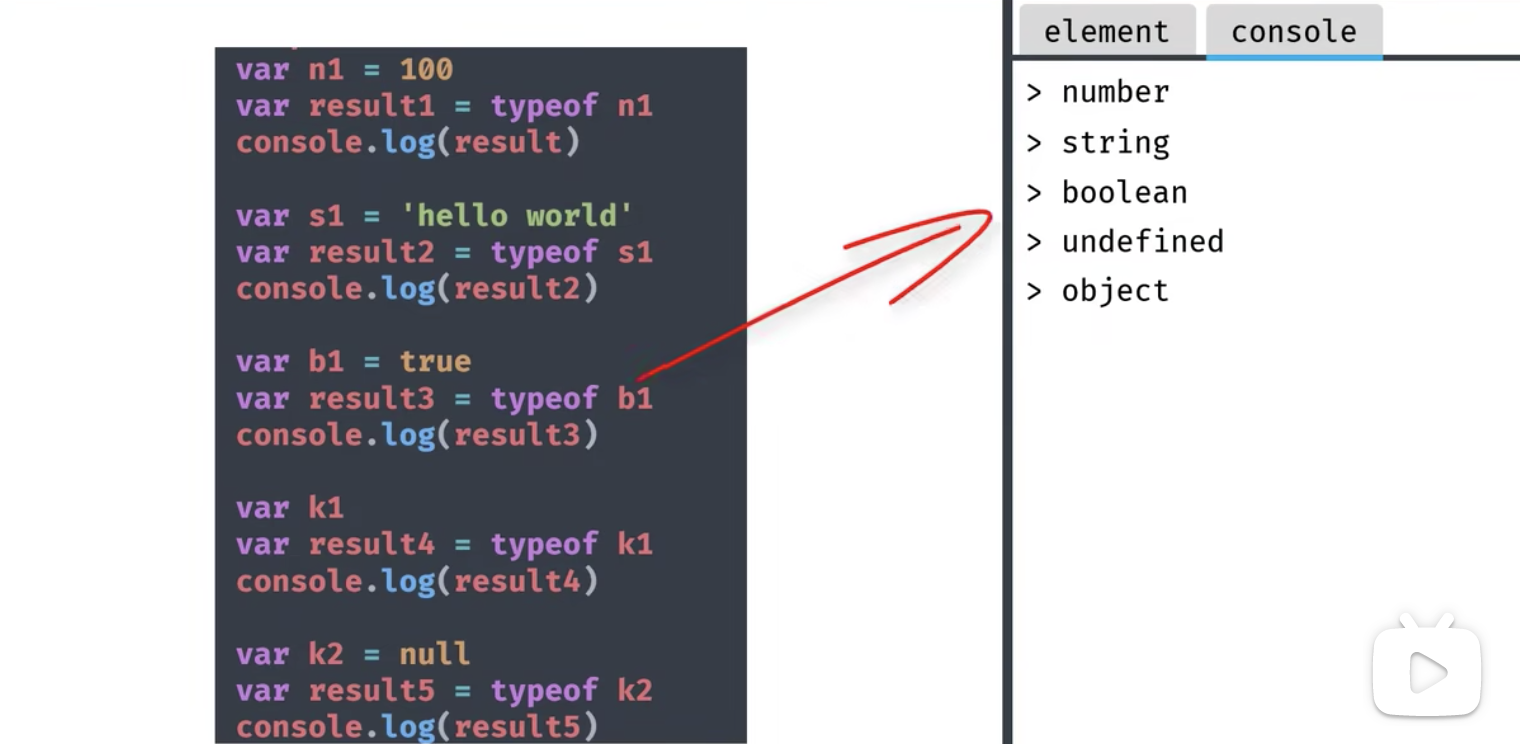 var n1 = 100
var result1 = typeof n1
console.log(result)
var s1 = 'hello world'
var result2 = typeof s1
console.log(result2)
var b1 = true
var result3 = typeof b1
console.log(result3)
var k1
var result4 = typeof k1
console.log(result4)
var k2 = null
var result5 = typeof k2
console.log(result5)
element console
> number
> string
> boolean
> undefined
> object